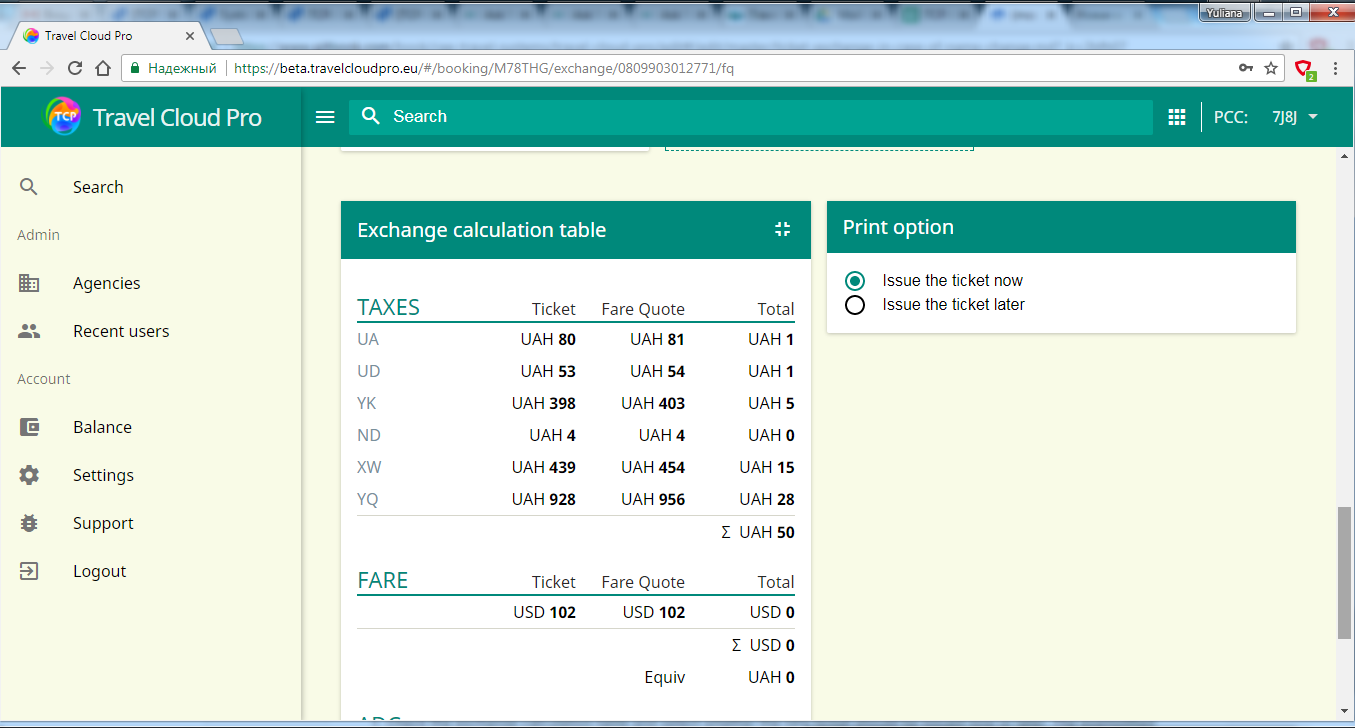 Yuliana
Travel Cloud Pro
Надежный https://beta.travelcloudpro.eu/#/booking/M78THG/exchange/0809903012771/fq
2
TCP Travel Cloud Pro
Search
PCC: 7J8J
Search
Admin
Agencies
Recent users
Account
Balance
Settings
Support
Logout
Exchange calculation table
TAXES Ticket Fare Quote Total
UA UAH 80 UAH 81 UAH 1
UD UAH 53 UAH 54 UAH 1
YK UAH 398 UAH 403 UAH 5
ND UAH 4 UAH 4 UAH 0
XW UAH 439 UAH 454 UAH 15
YQ UAH 928 UAH 956 UAH 28
Σ UAH 50
FARE Ticket Fare Quote Total
USD 102 USD 102 USD 0
Σ USD 0
Equiv UAH 0
Print option
Issue the ticket now
Issue the ticket later